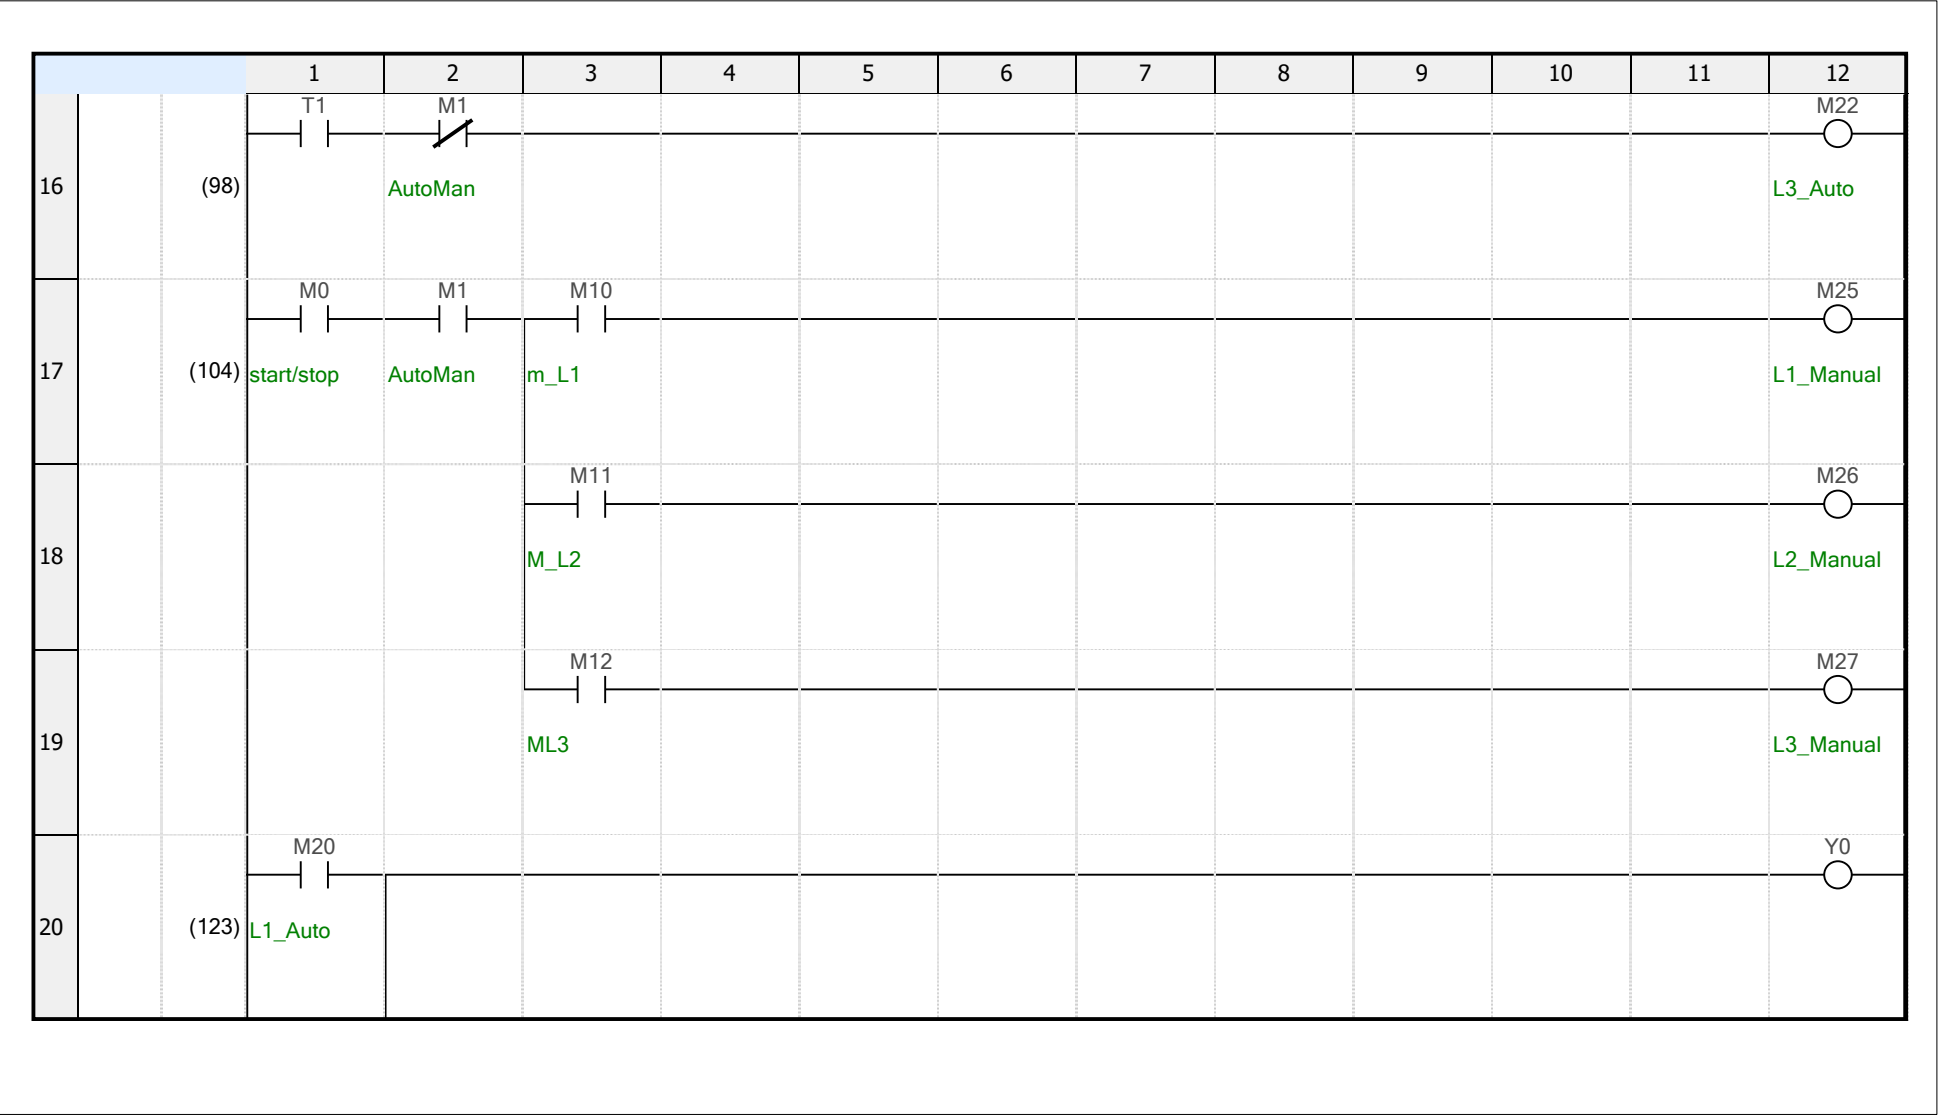 1 2 3 4 5 6 7 8 9 10 11 12
T1 M1 M22
16 (98) AutoMan L3_Auto
M0 M1 M10 M25
17 (104) start/stop AutoMan m_L1 L1_Manual
M11 M26
18 M_L2 L2_Manual
M12 M27
19 ML3 L3_Manual
M20 Y0
20 (123) L1_Auto